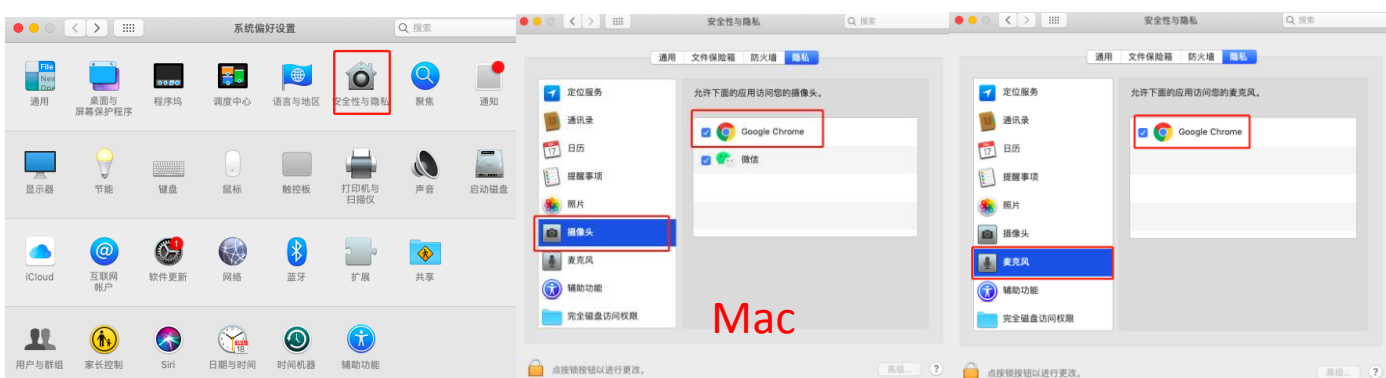 系统偏好设置
搜索
File
New
通用
桌面与
屏幕保护程序
程序坞
调度中心
语言与地区
安全性与隐私
聚焦
通知
显示器
节能
键盘
鼠标
触控板
打印机与
扫描仪
声音
启动磁盘
iCloud
@
互联网
帐户
1
软件更新
网络
蓝牙
扩展
共享
用户与群组
家长控制
Siri
18
日期与时间
时间机器
辅助功能
安全性与隐私
搜索
通用
文件保险箱
防火墙
隐私
定位服务
通讯录
17
日历
提醒事项
照片
摄像头
麦克风
辅助功能
完全磁盘访问权限
允许下面的应用访问您的摄像头。
Google Chrome
微信
Mac
点按锁按钮以进行更改。
高级...
?
安全性与隐私
搜索
通用
文件保险箱
防火墙
隐私
定位服务
通讯录
17
日历
提醒事项
照片
摄像头
麦克风
辅助功能
完全磁盘访问权限
允许下面的应用访问您的麦克风。
Google Chrome
点按锁按钮以进行更改。
高级...
?